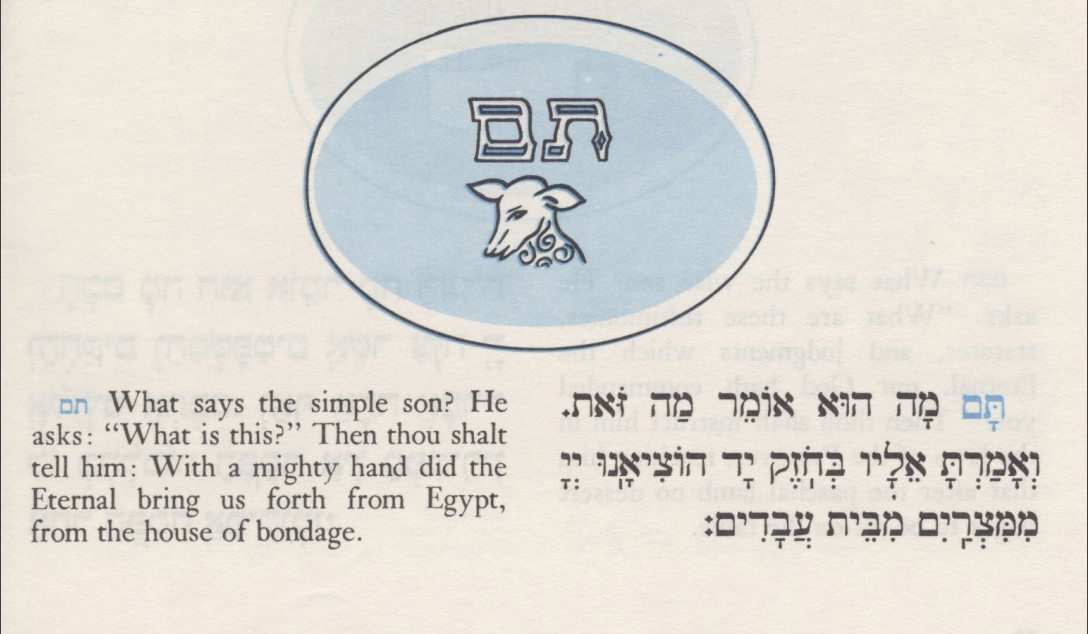 תם
תם What says the simple son? He
asks: “What is this?” Then thou shalt
tell him: With a mighty hand did the
Eternal bring us forth from Egypt,
from the house of bondage.
תָּם מָה הוּא אוֹמֵר מַה זֹּאת.
וְאָמַרְתָּ אֵלָיו בְּחֹזֶק יָד הוֹצִיאָנוּ יְיָ
מִמִּצְרַיִם מִבֵּית עֲבָדִים: